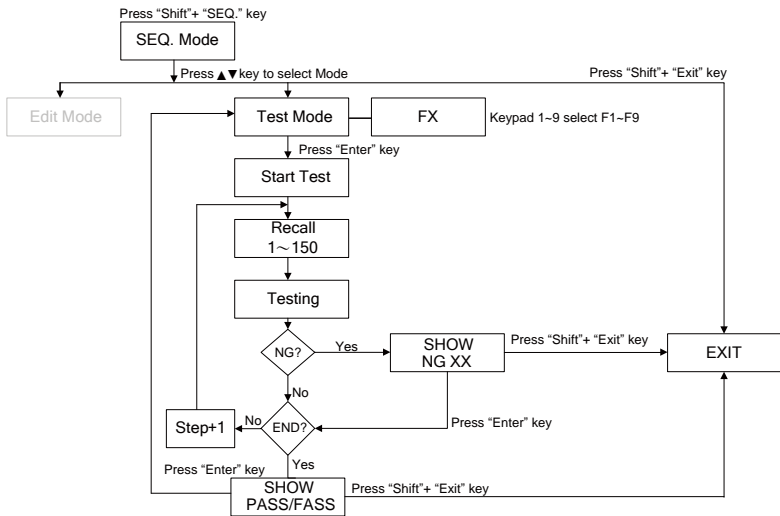 Press “Shift”+ “SEQ.” key
SEQ. Mode
Press ▲▼key to select Mode
Press “Shift”+ “Exit” key
Edit Mode
Test Mode
FX
Keypad 1~9 select F1~F9
Press “Enter” key
Start Test
Recall
1～150
Testing
NG?
Yes
SHOW
NG XX
Press “Shift”+ “Exit” key
EXIT
No
Step+1
No
END?
Press “Enter” key
Press “Enter” key
Yes
SHOW
PASS/FASS
Press “Shift”+ “Exit” key